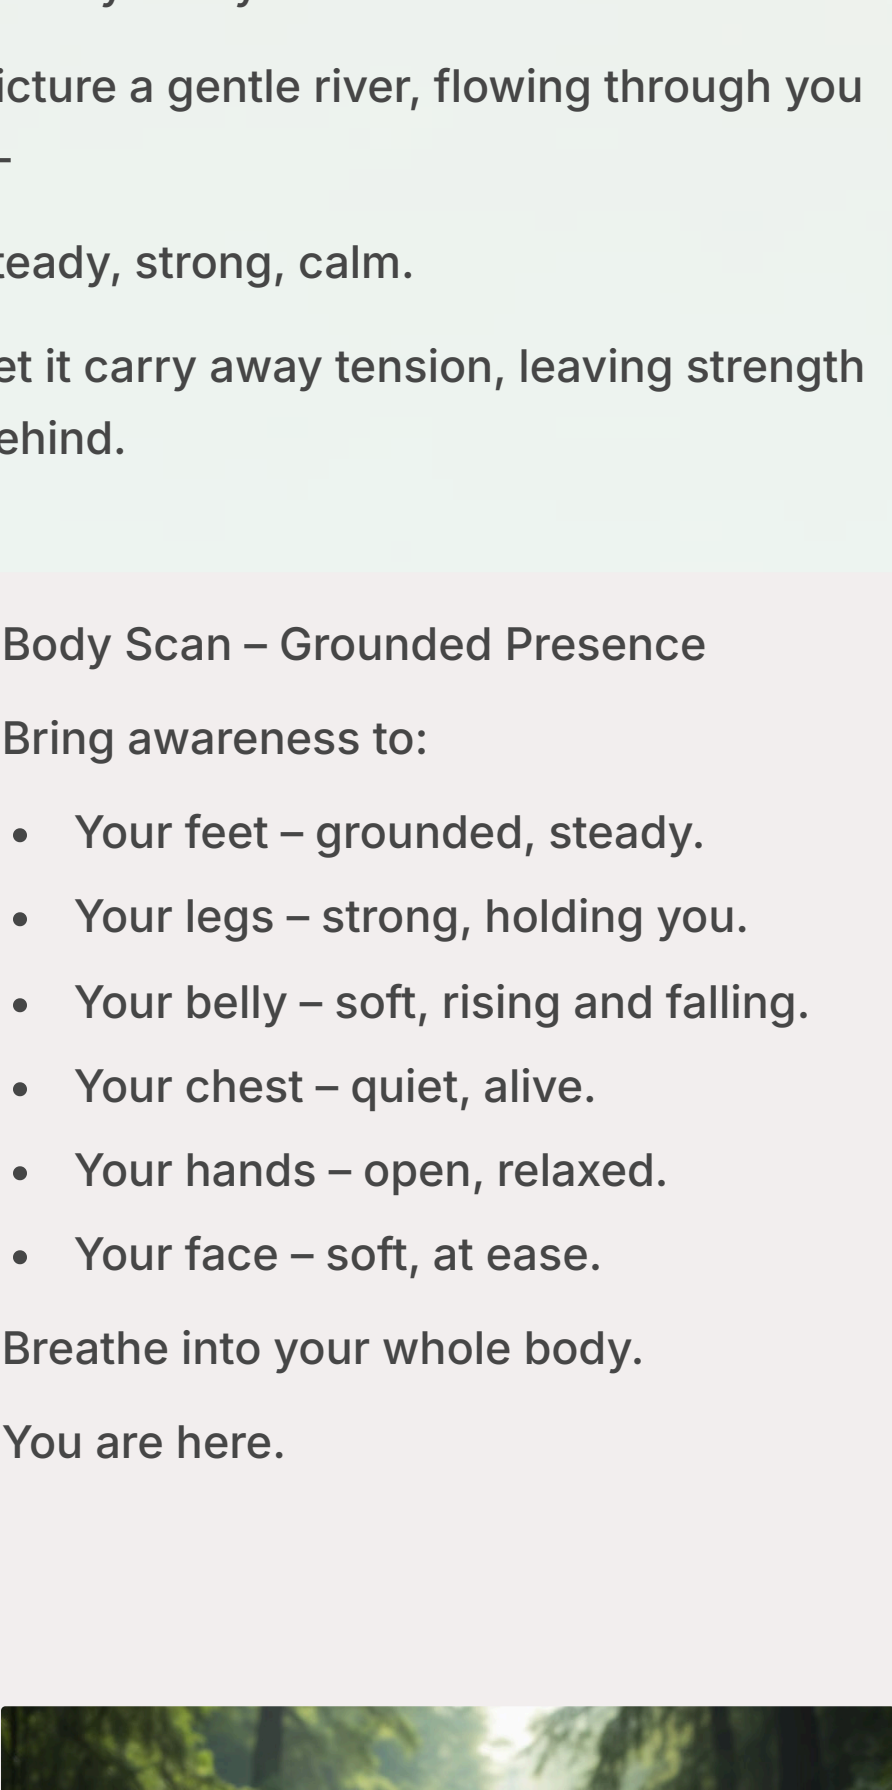 icture a gentle river, flowing through you
–
teady, strong, calm.
et it carry away tension, leaving strength
ehind.
Body Scan – Grounded Presence
Bring awareness to:
• Your feet – grounded, steady.
• Your legs – strong, holding you.
• Your belly – soft, rising and falling.
• Your chest – quiet, alive.
• Your hands – open, relaxed.
• Your face – soft, at ease.
Breathe into your whole body.
You are here.